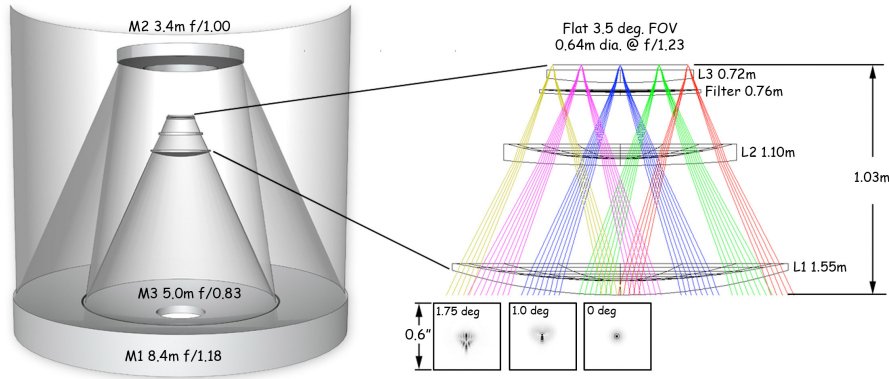 M2 3.4m f/1.00
M3 5.0m f/0.83
M1 8.4m f/1.18
Flat 3.5 deg. FOV
0.64m dia. @ f/1.23
L3 0.72m
Filter 0.76m
L2 1.10m
1.03m
L1 1.55m
0.6"
1.75 deg
1.0 deg
0 deg